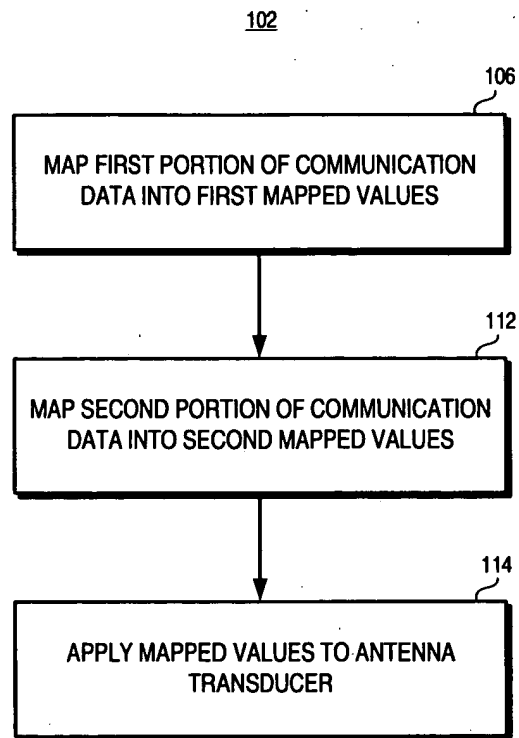 102
106
MAP FIRST PORTION OF COMMUNICATION
DATA INTO FIRST MAPPED VALUES
112
MAP SECOND PORTION OF COMMUNICATION
DATA INTO SECOND MAPPED VALUES
114
APPLY MAPPED VALUES TO ANTENNA
TRANSDUCER